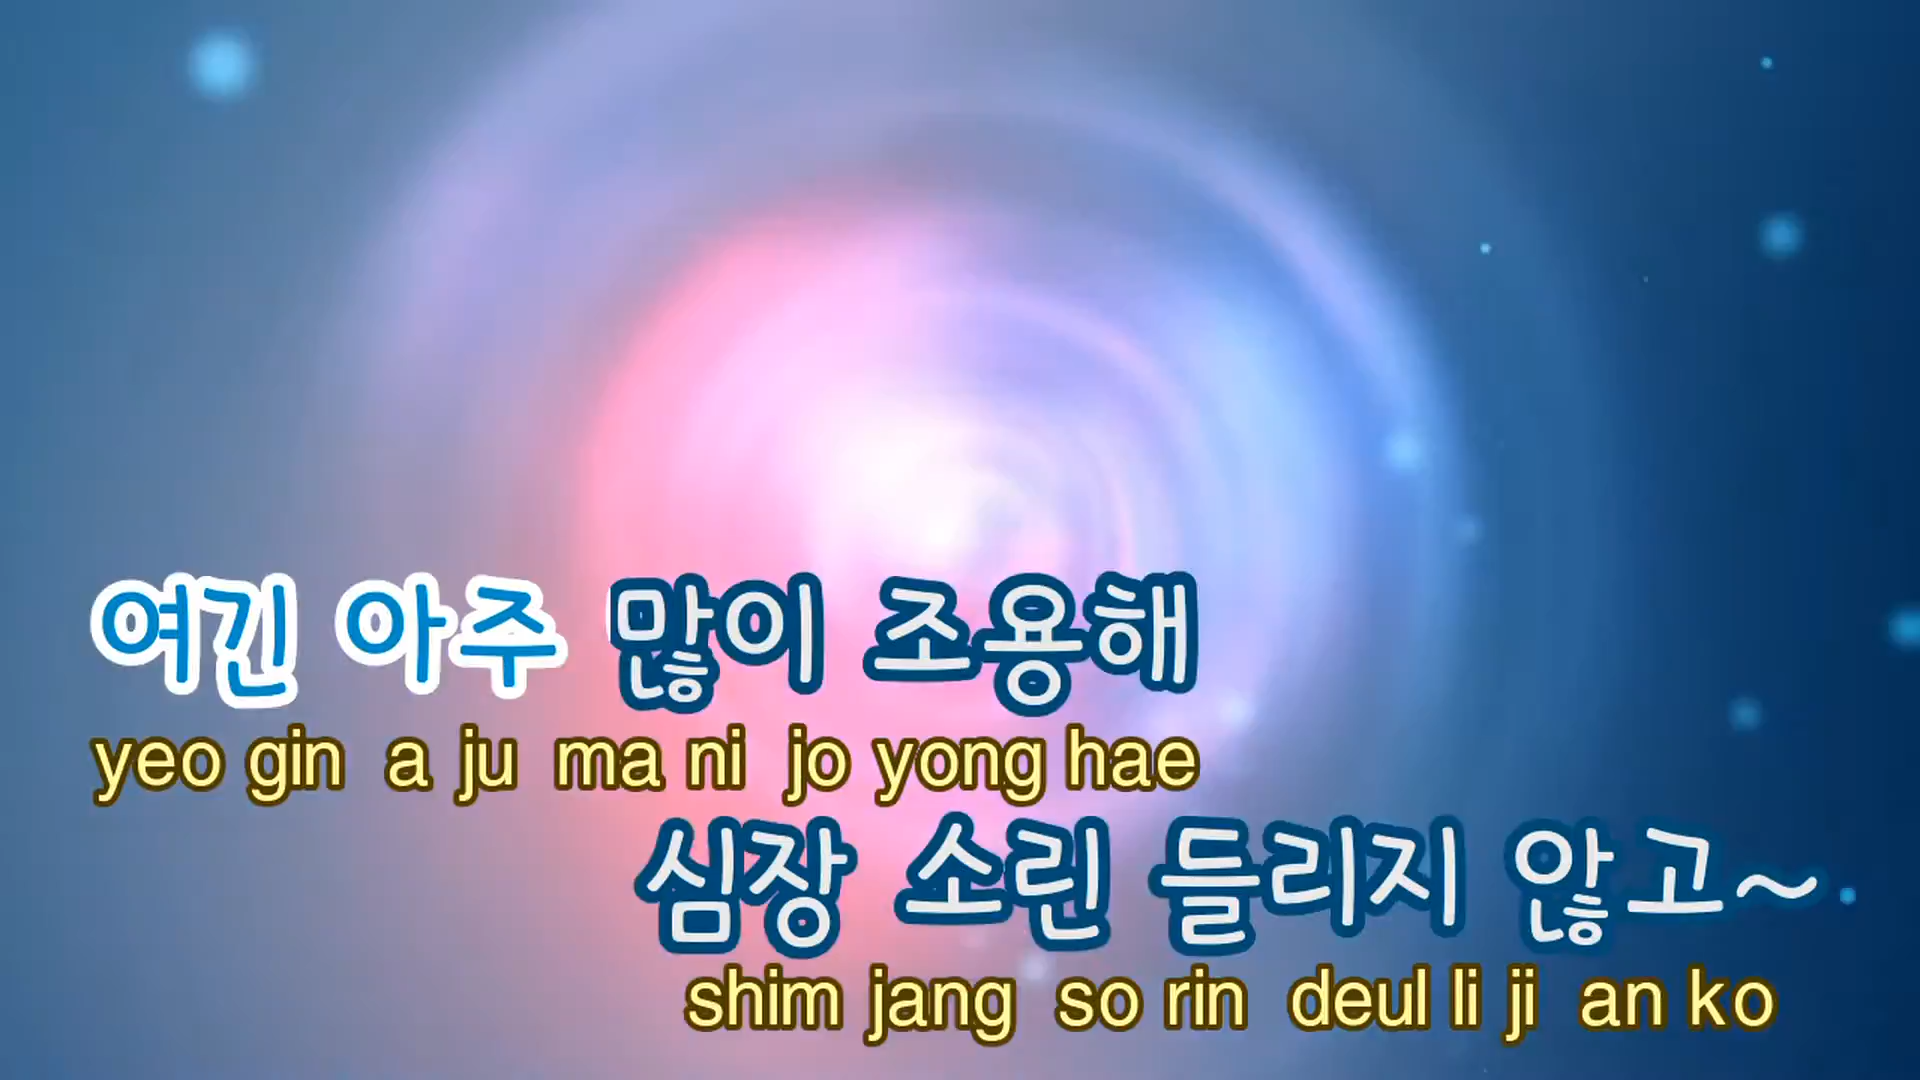 여긴 아주 많이 조용해
yeo gin a ju ma ni jo yong hae
심장 소린 들리지 않고~
shim jang so rin deul li ji an ko